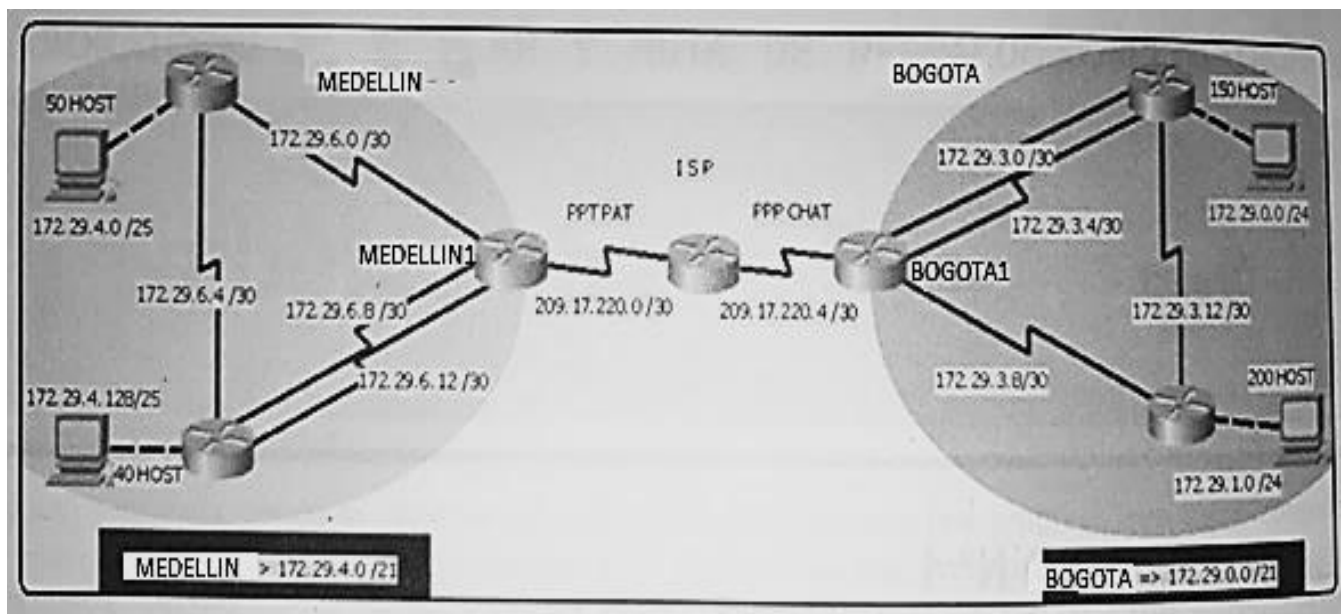 MEDELLIN
BOGOTA
50 HOST
150 HOST
172.29.6.0 /30
172.29.3.0 /30
ISP
172.29.4.0 /25
PPTPAT
PPP CHAT
172.29.0.0 /24
172.29.3.4/30
MEDELLIN1
BOGOTA1
172.29.6.4 /30
172.29.6.8 /30
209.17.220.0 /30
209.17.220.4 /30
172.29.3.12 /30
172.29.6.12 /30
172.29.3.8/30
172.29.4.128/25
200 HOST
40 HOST
172.29.1.0 /24
MEDELLIN > 172.29.4.0 /21
BOGOTA => 172.29.0.0 /21